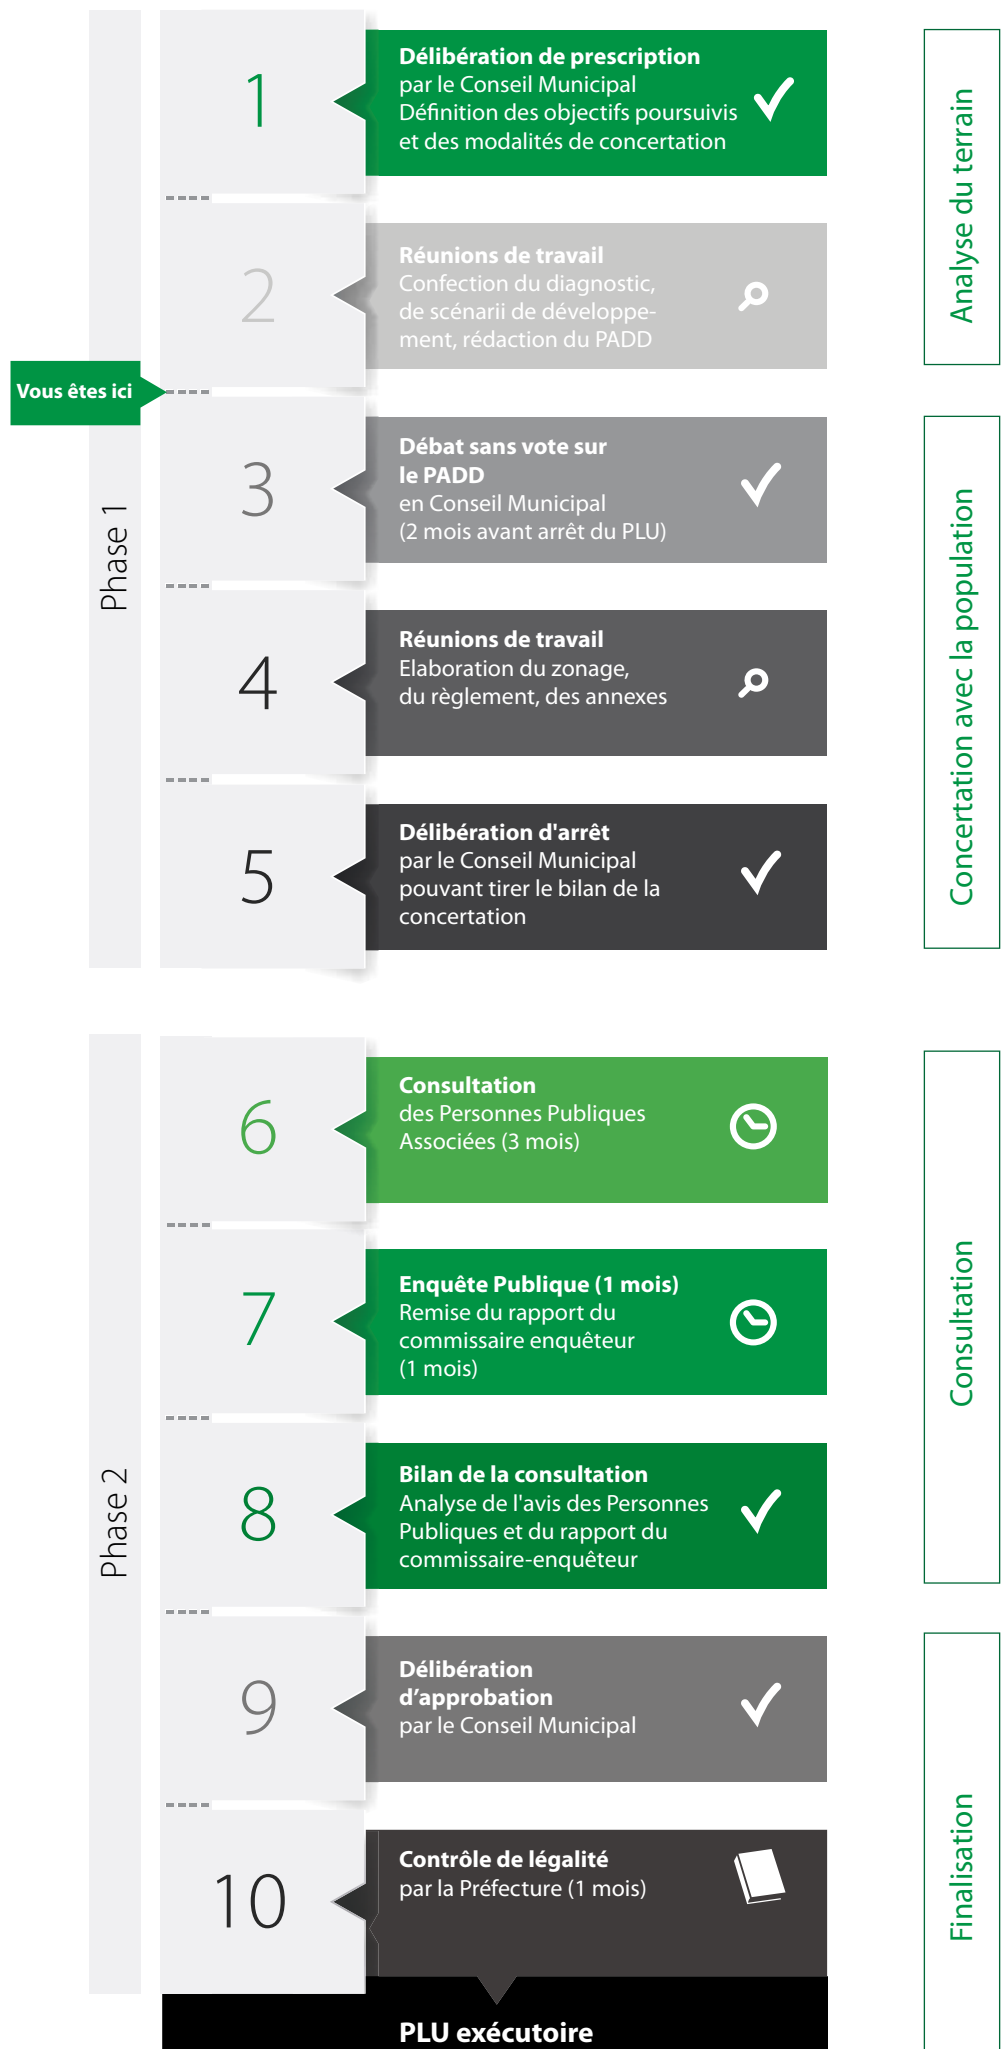 Phase 1
1
Délibération de prescription
par le Conseil Municipal
Définition des objectifs poursuivis
et des modalités de concertation
Analyse du terrain
2
Réunions de travail
Confection du diagnostic,
de scénarii de développe-
ment, rédaction du PADD
Vous êtes ici
3
Débat sans vote sur
le PADD
en Conseil Municipal
(2 mois avant arrêt du PLU)
Concertation avec la population
4
Réunions de travail
Elaboration du zonage,
du règlement, des annexes
5
Délibération d'arrêt
par le Conseil Municipal
pouvant tirer le bilan de la
concertation
Phase 2
6
Consultation
des Personnes Publiques
Associées (3 mois)
Consultation
7
Enquête Publique (1 mois)
Remise du rapport du
commissaire enquêteur
(1 mois)
8
Bilan de la consultation
Analyse de l'avis des Personnes
Publiques et du rapport du
commissaire-enquêteur
9
Délibération
d’approbation
par le Conseil Municipal
Finalisation
10
Contrôle de légalité
par la Préfecture (1 mois)
PLU exécutoire